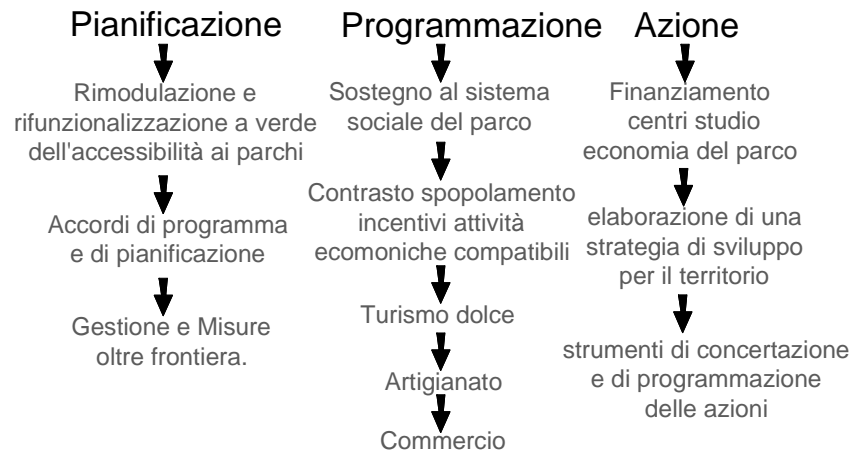 Pianificazione
Rimodulazione e
rifunzionalizzazione a verde
dell'accessibilità ai parchi
Accordi di programma
e di pianificazione
Gestione e Misure
oltre frontiera.
Programmazione
Sostegno al sistema
sociale del parco
Contrasto spopolamento
incentivi attività
ecomoniche compatibili
Turismo dolce
Artigianato
Commercio
Azione
Finanziamento
centri studio
economia del parco
elaborazione di una
strategia di sviluppo
per il territorio
strumenti di concertazione
e di programmazione
delle azioni